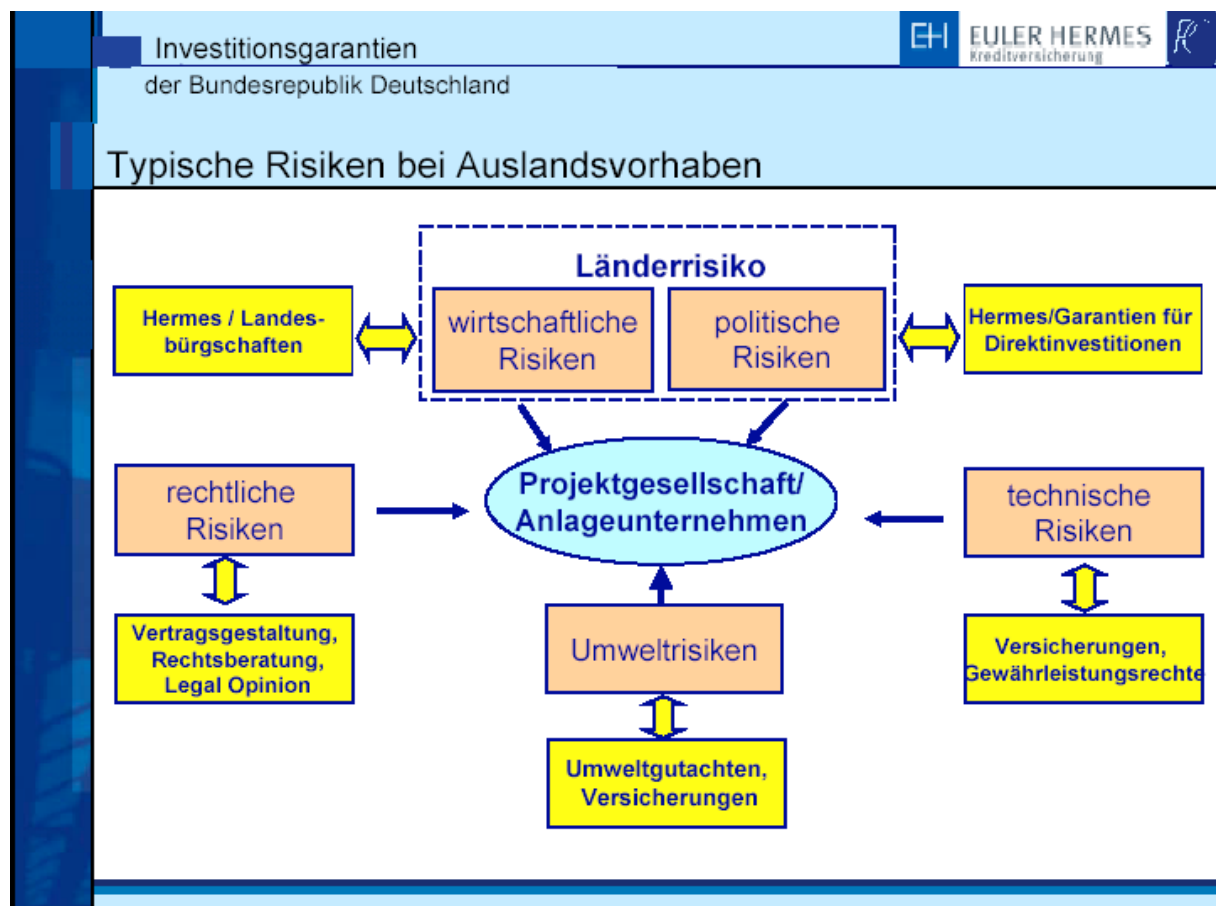 Investitionsgarantien
der Bundesrepublik Deutschland
EH EULER HERMES
Kreditversicherung
Typische Risiken bei Auslandsvorhaben
Länderrisiko
Hermes / Landes-
bürgschaften
wirtschaftliche
Risiken
politische
Risiken
Hermes/Garantien für
Direktinvestitionen
rechtliche
Risiken
Projektgesellschaft/
Anlageunternehmen
technische
Risiken
Vertragsgestaltung,
Rechtsberatung,
Legal Opinion
Umweltrisiken
Versicherungen,
Gewährleistungsrechte
Umweltgutachten,
Versicherungen